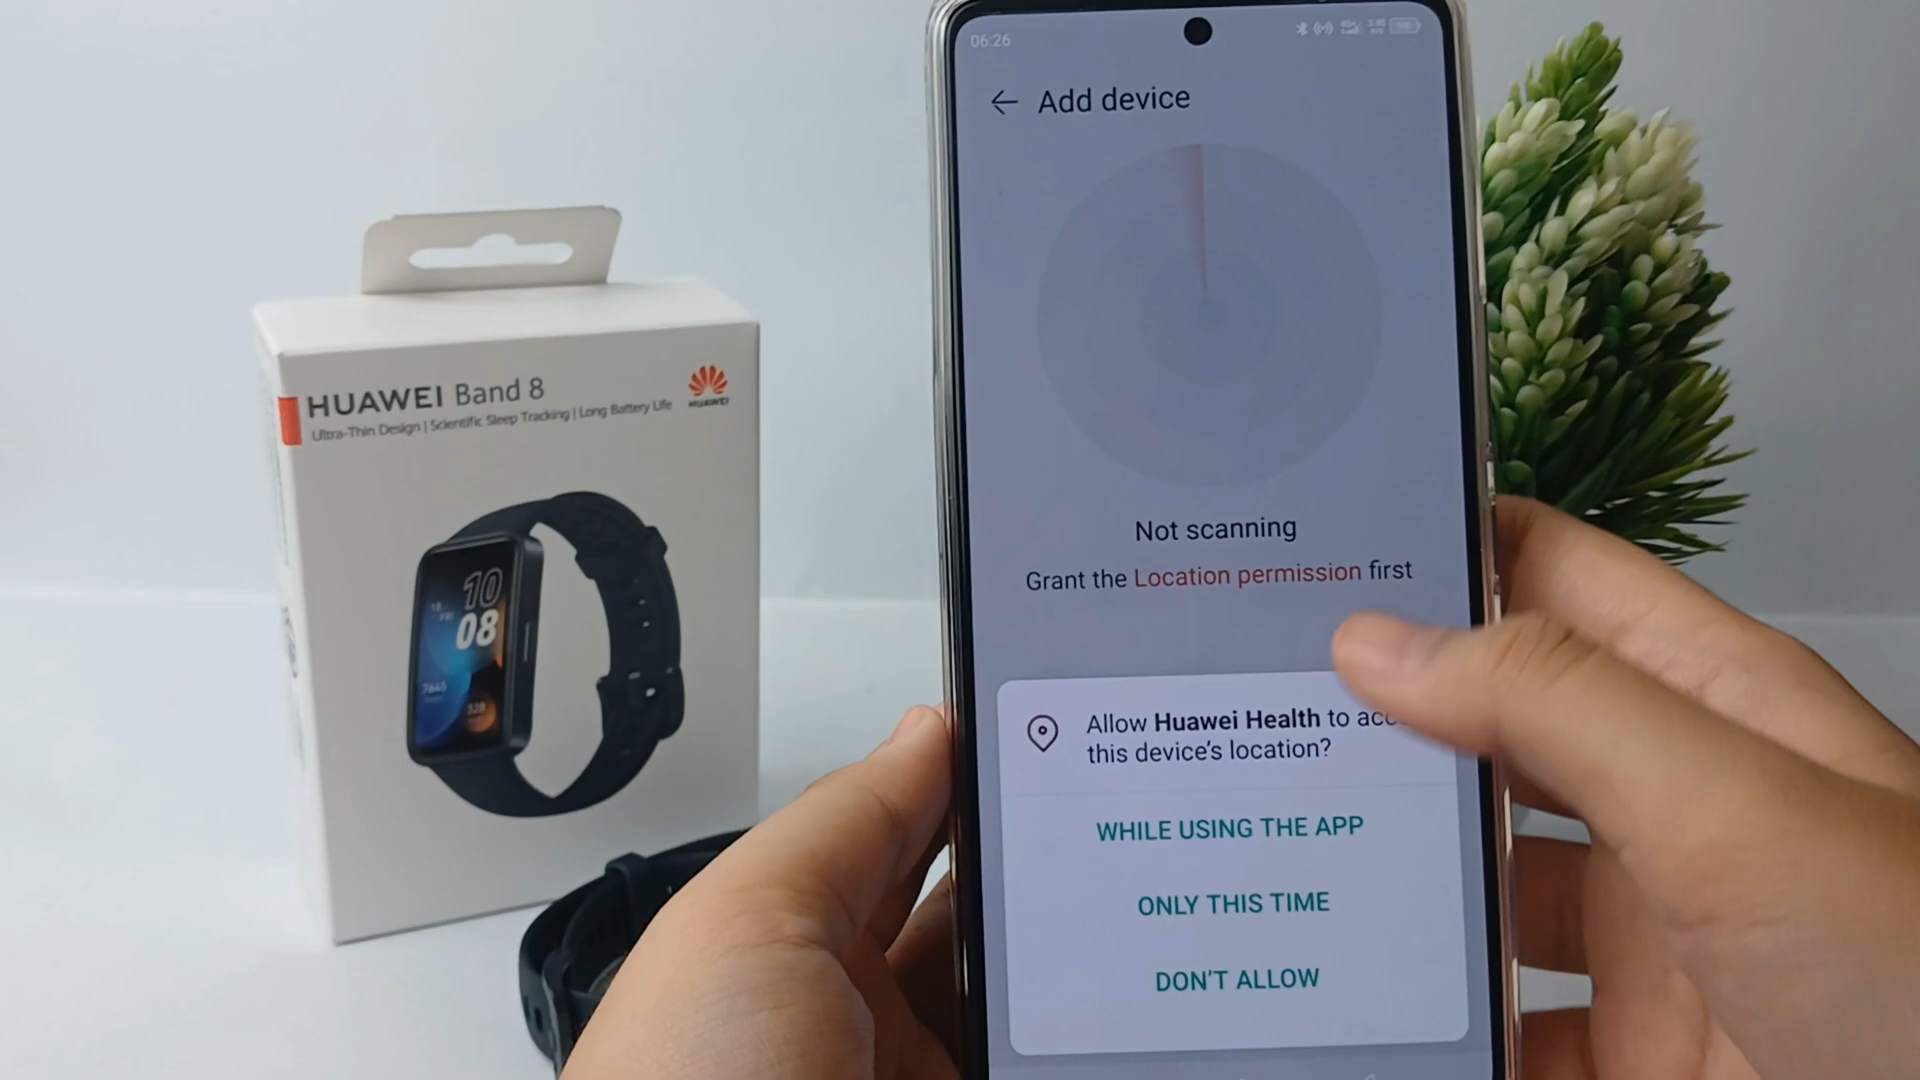 06:26
Add device
Not scanning
Grant the Location permission first
Allow Huawei Health to
this device's location?
WHILE USING THE APP
ONLY THIS TIME
DON'T ALLOW
HUAWEI Band 8
Ultra-Thin Design | Scientific Sleep Tracking | Long Battery Life
HUAWEI
10
08
7645
328